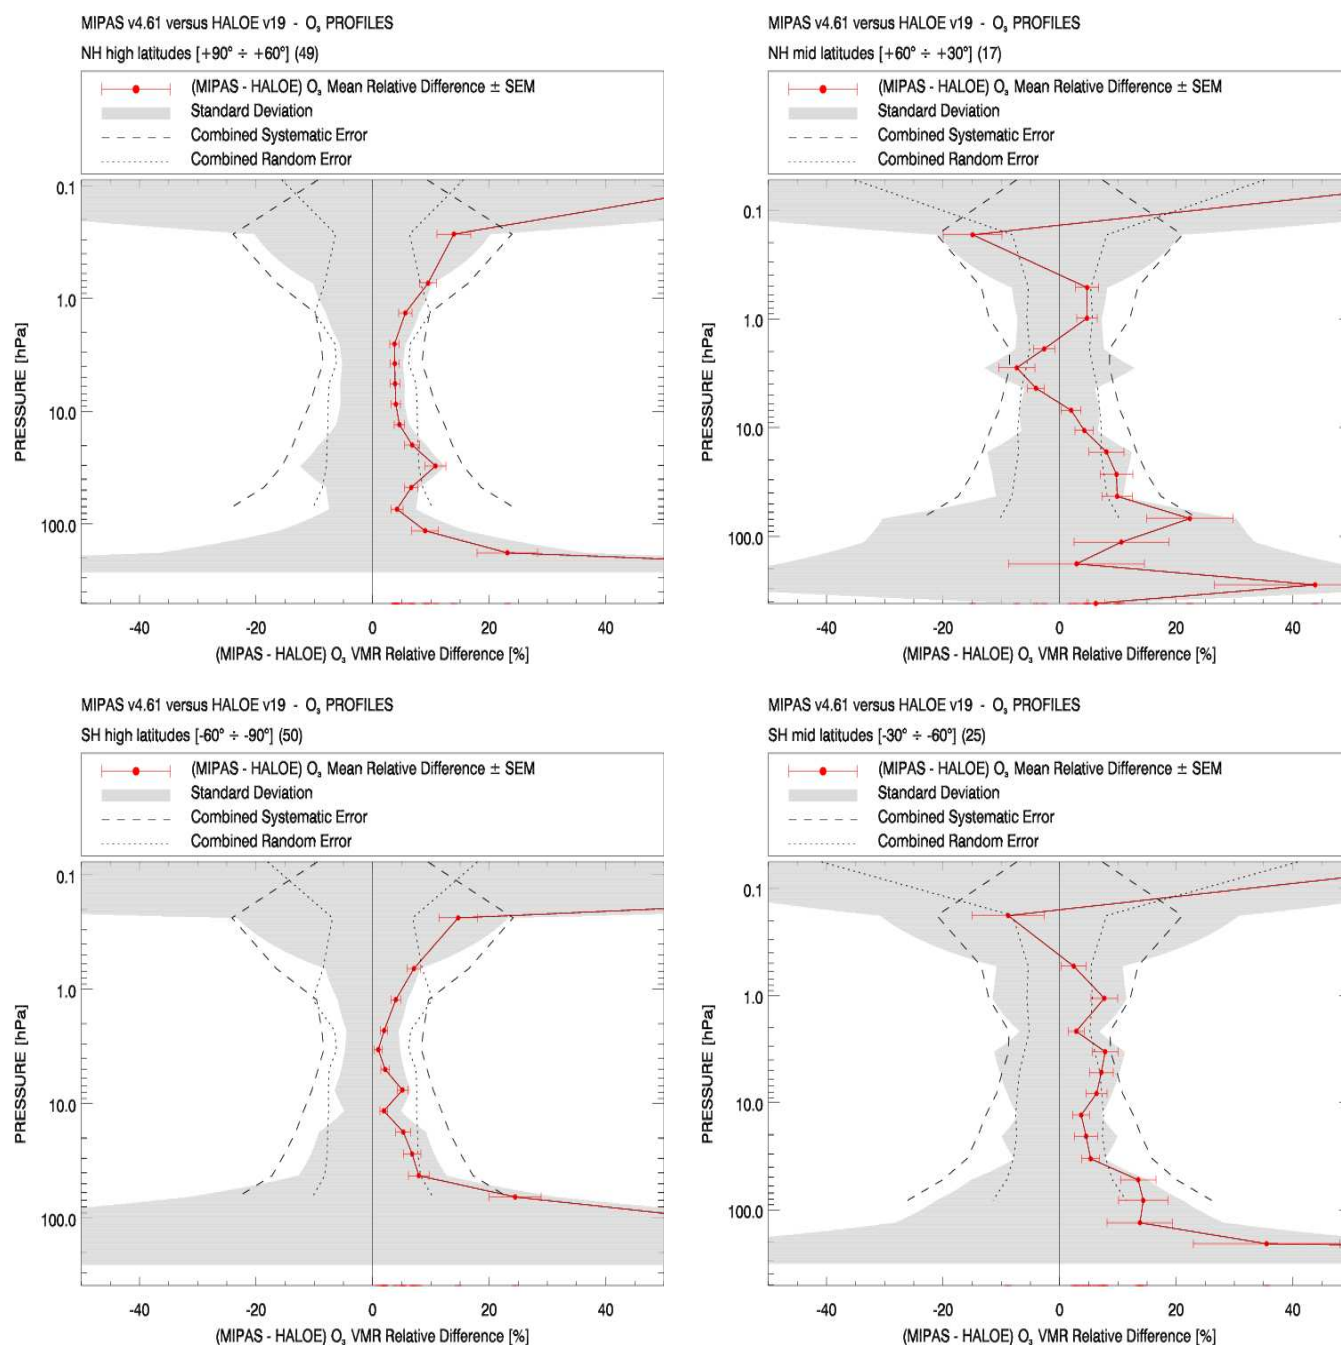 MIPAS v4.61 versus HALOE v19 - O₃ PROFILES
NH high latitudes [+90° ÷ +60°] (49)
(MIPAS - HALOE) O₃ Mean Relative Difference ± SEM
Standard Deviation
Combined Systematic Error
Combined Random Error
0.1
1.0
10.0
100.0
PRESSURE [hPa]
-40 -20 0 20 40
(MIPAS - HALOE) O₃ VMR Relative Difference [%]
MIPAS v4.61 versus HALOE v19 - O₃ PROFILES
NH mid latitudes [+60° ÷ +30°] (17)
(MIPAS - HALOE) O₃ Mean Relative Difference ± SEM
Standard Deviation
Combined Systematic Error
Combined Random Error
0.1
1.0
10.0
100.0
PRESSURE [hPa]
-40 -20 0 20 40
(MIPAS - HALOE) O₃ VMR Relative Difference [%]
MIPAS v4.61 versus HALOE v19 - O₃ PROFILES
SH high latitudes [-60° ÷ -90°] (50)
(MIPAS - HALOE) O₃ Mean Relative Difference ± SEM
Standard Deviation
Combined Systematic Error
Combined Random Error
0.1
1.0
10.0
100.0
PRESSURE [hPa]
-40 -20 0 20 40
(MIPAS - HALOE) O₃ VMR Relative Difference [%]
MIPAS v4.61 versus HALOE v19 - O₃ PROFILES
SH mid latitudes [-30° ÷ -60°] (25)
(MIPAS - HALOE) O₃ Mean Relative Difference ± SEM
Standard Deviation
Combined Systematic Error
Combined Random Error
0.1
1.0
10.0
100.0
PRESSURE [hPa]
-40 -20 0 20 40
(MIPAS - HALOE) O₃ VMR Relative Difference [%]